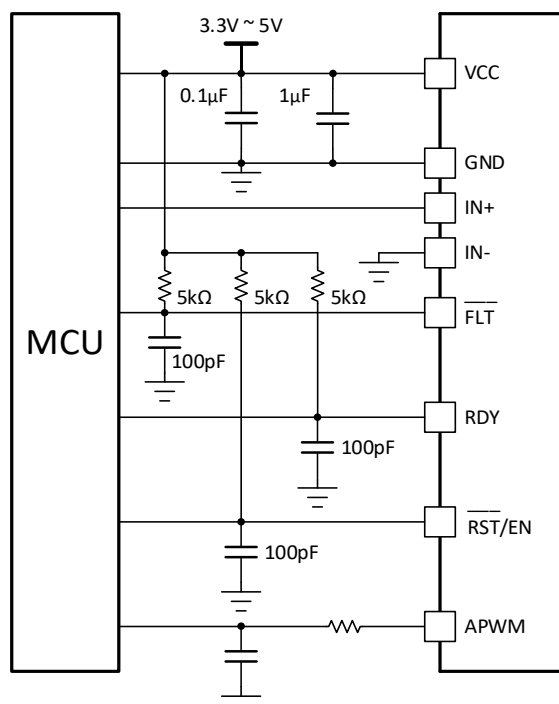 3.3V ~ 5V
VCC
0.1µF
1µF
GND
IN+
IN-
5kΩ
5kΩ
5kΩ
FLT
MCU
100pF
RDY
100pF
RST/EN
100pF
APWM